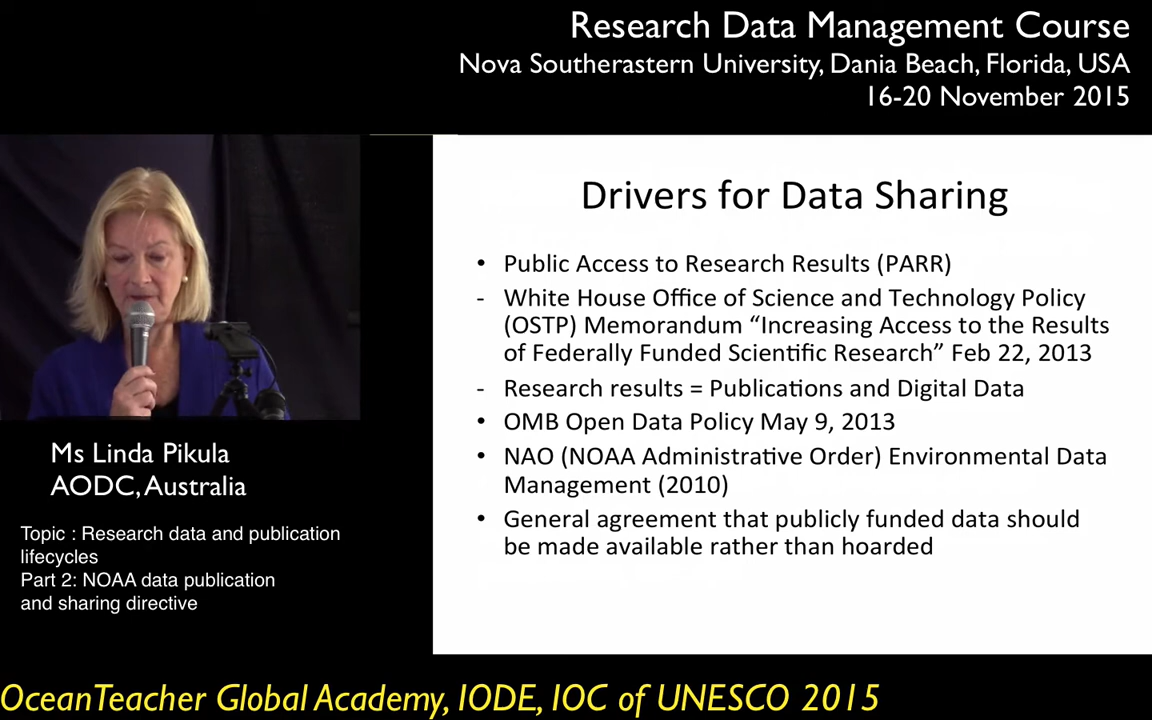 Research Data Management Course
Nova Southerastern University, Dania Beach, Florida, USA
16-20 November 2015
Drivers for Data Sharing
• Public Access to Research Results (PARR)
- White House Office of Science and Technology Policy
(OSTP) Memorandum “Increasing Access to the Results
of Federally Funded Scientific Research” Feb 22, 2013
- Research results = Publications and Digital Data
• OMB Open Data Policy May 9, 2013
• NAO (NOAA Administrative Order) Environmental Data
Management (2010)
• General agreement that publicly funded data should
be made available rather than hoarded
Ms Linda Pikula
AODC, Australia
Topic : Research data and publication
lifecycles
Part 2: NOAA data publication
and sharing directive
OceanTeacher Global Academy, IODE, IOC of UNESCO 2015